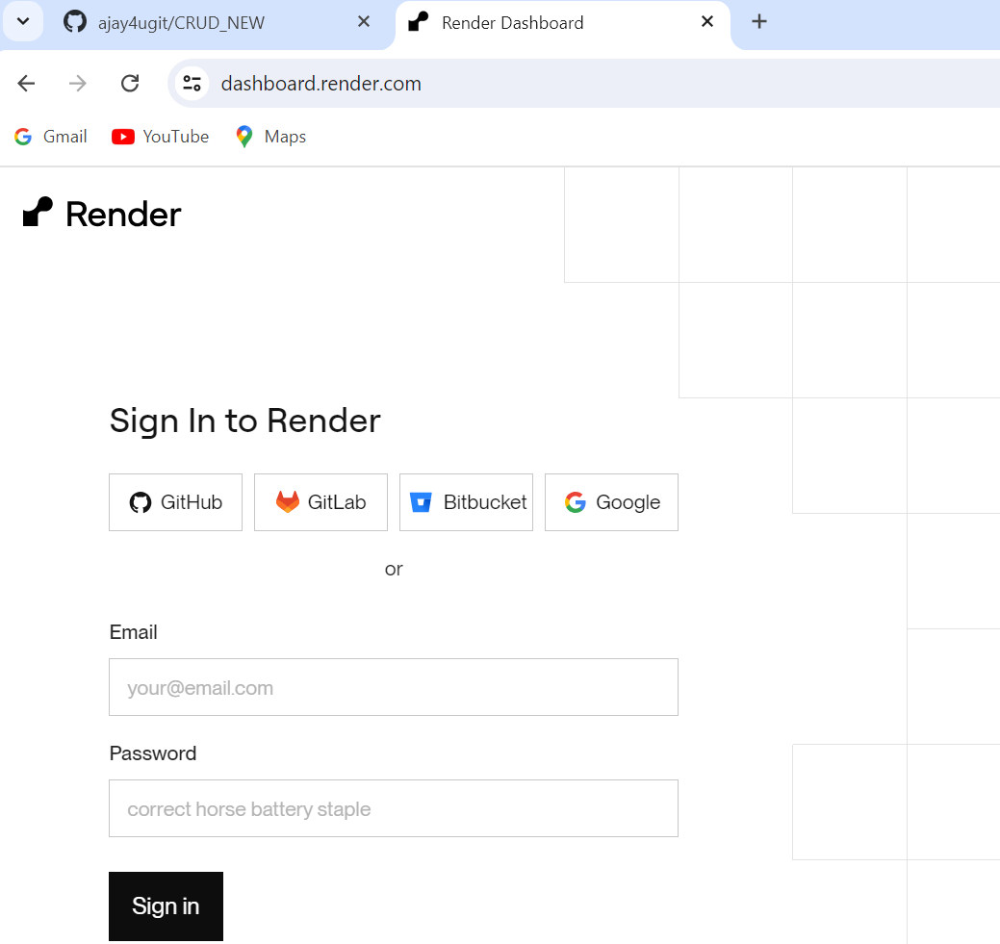 ajay4ugit/CRUD_NEW
Render Dashboard
dashboard.render.com
Gmail YouTube Maps
Render
Sign In to Render
GitHub GitLab Bitbucket Google
or
Email
your@email.com
Password
correct horse battery staple
Sign in